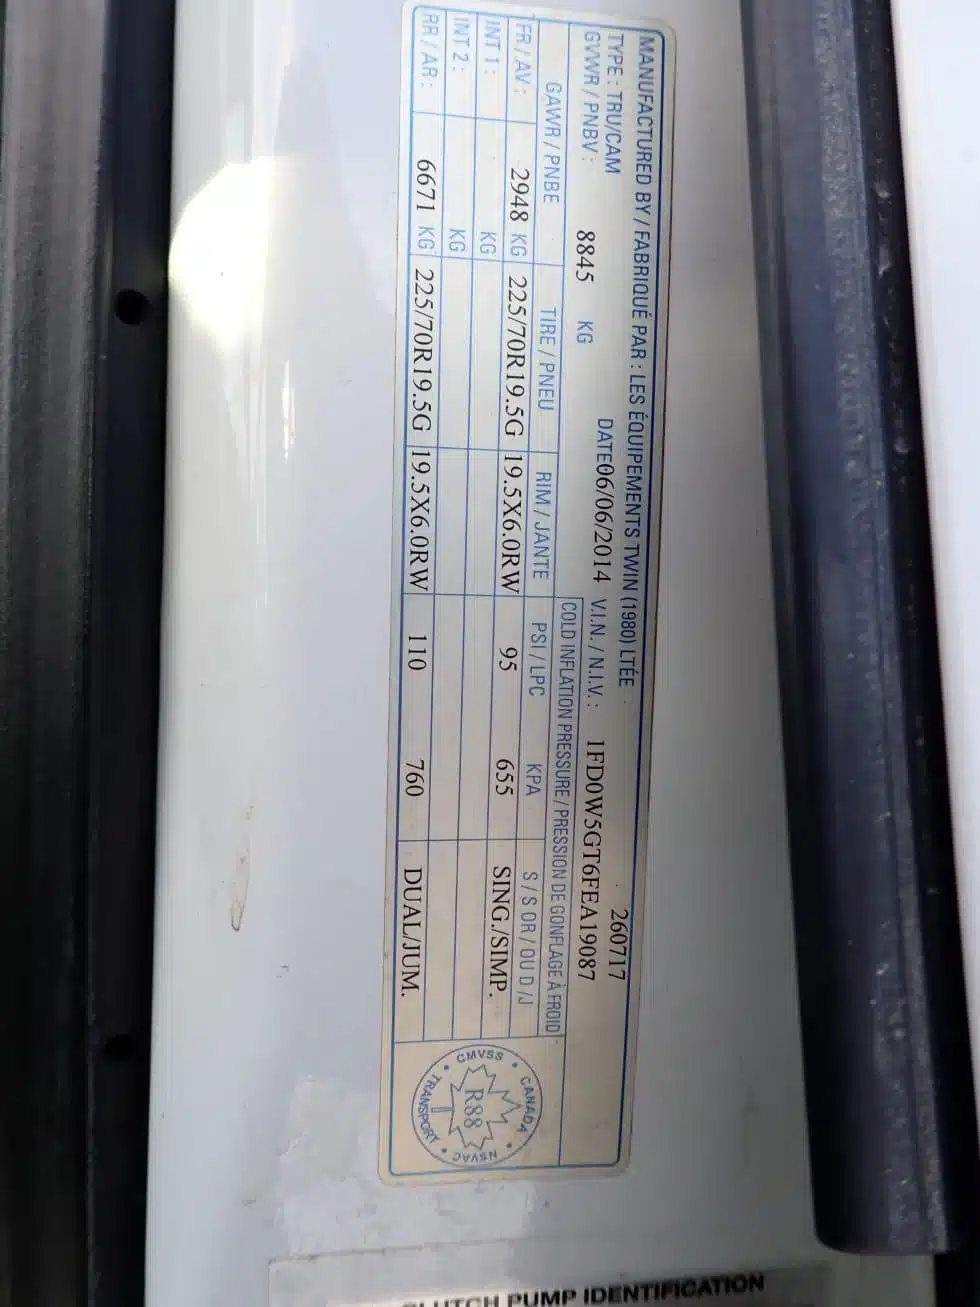 MANUFACTURED BY / FABRIQUÉ PAR : LES ÉQUIPEMENTS TWIN (1980) LTÉE
260717
TYPE : TRU/CAM
DATE06/06/2014 V.I.N. / N.I.V. : 1FD0W5GT6FEA19087
GVWR / PNBV : 8845 KG
COLD INFLATION PRESSURE / PRESSION DE GONFLAGE À FROID
GAWR / PNBE TIRE / PNEU RIM / JANTE PSI / LPC KPA S / S OR / OU D / J
FR / AV : 2948 KG 225/70R19.5G 19.5X6.0RW 95 655 SING./SIMP.
INT 1 : KG
INT 2 : KG
RR / AR : 6671 KG 225/70R19.5G 19.5X6.0RW 110 760 DUAL/JUM.
CMVSS • CANADA • NSVAC • TRANSPORT •
R88
CLUTCH PUMP IDENTIFICATION